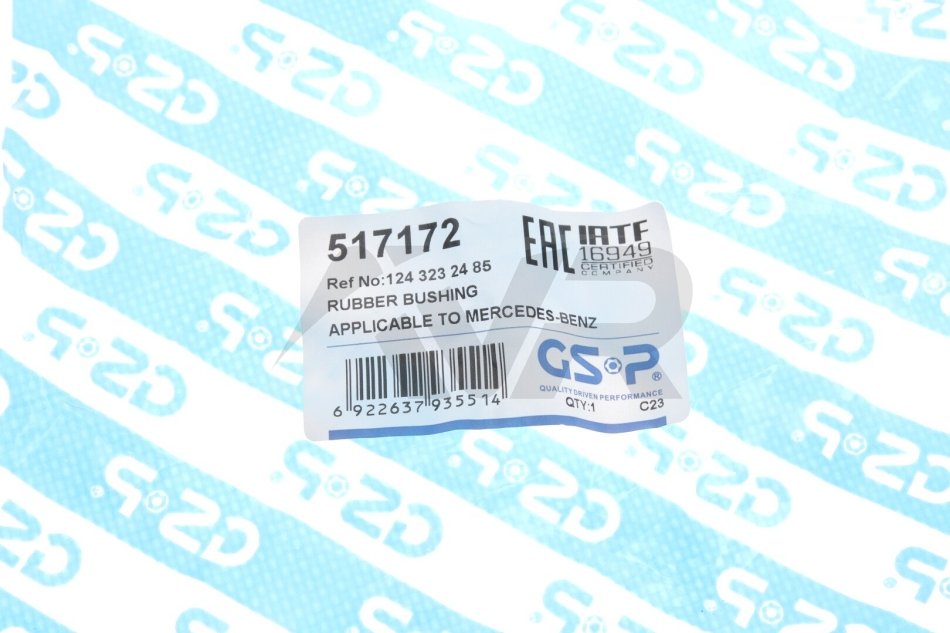 517172
Ref No:124 323 24 85
RUBBER BUSHING
APPLICABLE TO MERCEDES-BENZ
EAC
IATF
16949
CERTIFIED
COMPANY
GSP®
QUALITY DRIVEN PERFORMANCE
QTY:1 C23
6 922637 935514
AVR